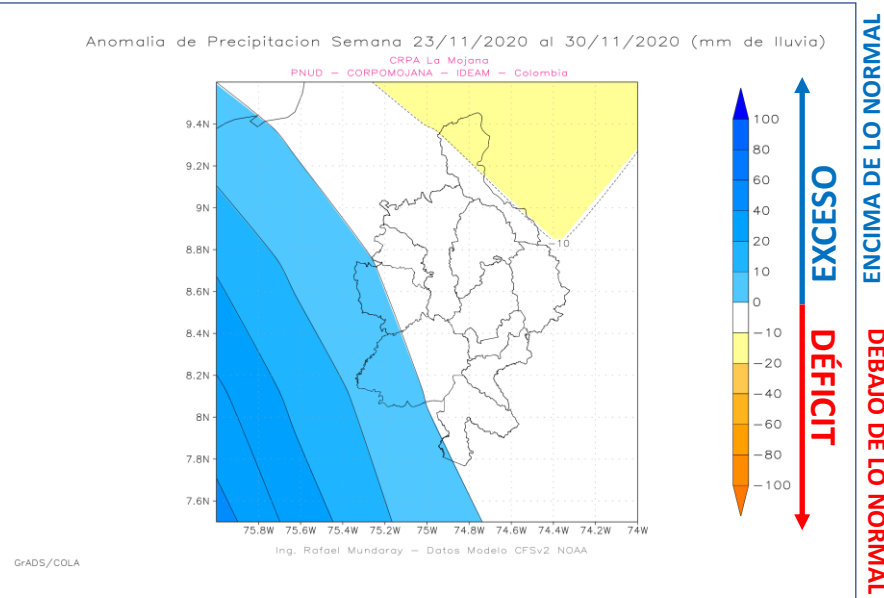 Anomalia de Precipitacion Semana 23/11/2020 al 30/11/2020 (mm de lluvia)
CRPA La Mojana
PNUD – CORPOMOJANA – IDEAM – Colombia
9.4N
9.2N
9N
8.8N
8.6N
8.4N
8.2N
8N
7.8N
7.6N
75.8W 75.6W 75.4W 75.2W 75W 74.8W 74.6W 74.4W 74.2W 74W
-10
100
80
60
40
20
10
0
-10
-20
-40
-60
-80
-100
EXCESO
DÉFICIT
ENCIMA DE LO NORMAL
DEBAJO DE LO NORMAL
Ing. Rafael Mundaray – Datos Modelo CFSv2 NOAA
GrADS/COLA